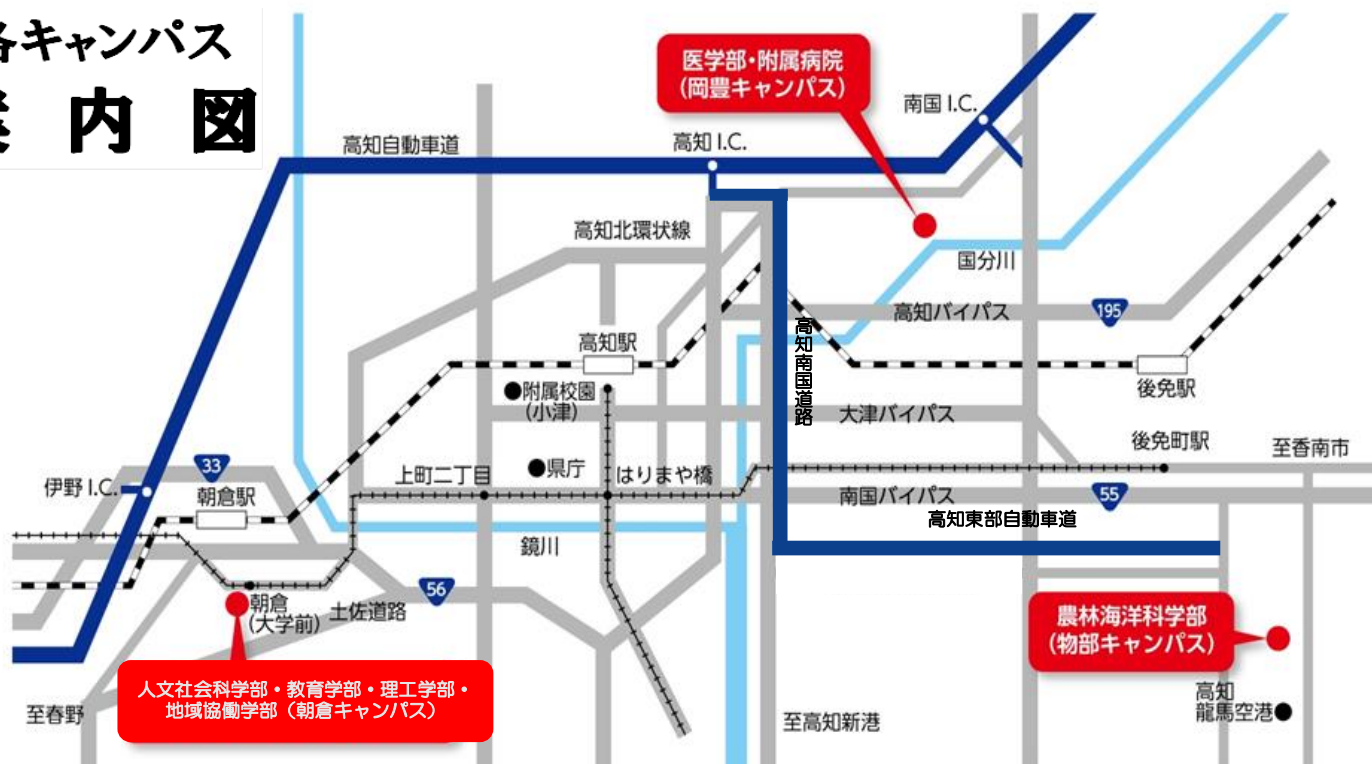 各キャンパス
案内図
医学部・附属病院
(岡豊キャンパス)
南国 I.C.
高知自動車道
高知 I.C.
高知北環状線
国分川
高知バイパス
195
高知南国道路
高知駅
後免駅
●附属校園
(小津)
大津バイパス
後免町駅
至香南市
33
伊野 I.C.
朝倉駅
上町二丁目
●県庁
はりまや橋
南国バイパス
55
高知東部自動車道
鏡川
56
朝倉
(大学前)
土佐道路
農林海洋科学部
(物部キャンパス)
人文社会科学部・教育学部・理工学部・
地域協働学部（朝倉キャンパス）
至春野
至高知新港
高知
龍馬空港●